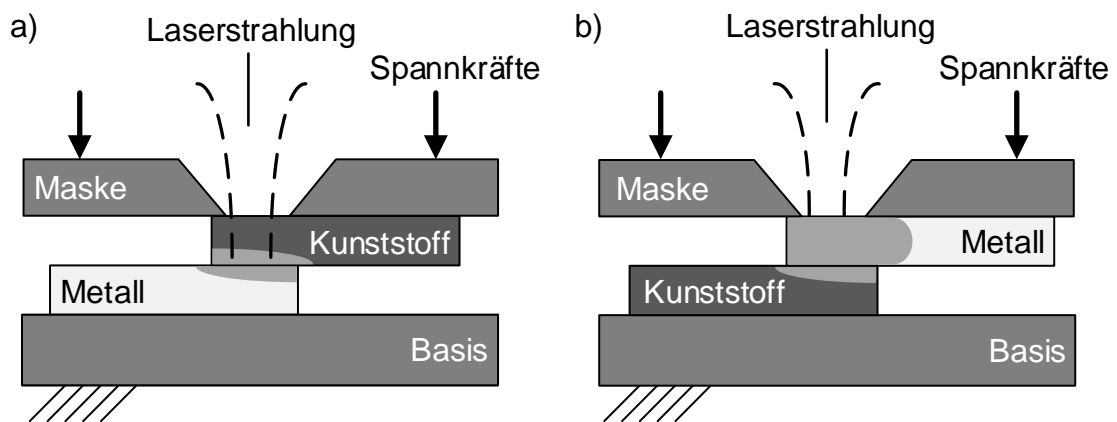 a)
Laserstrahlung
Spannkräfte
Maske
Kunststoff
Metall
Basis
b)
Laserstrahlung
Spannkräfte
Maske
Metall
Kunststoff
Basis